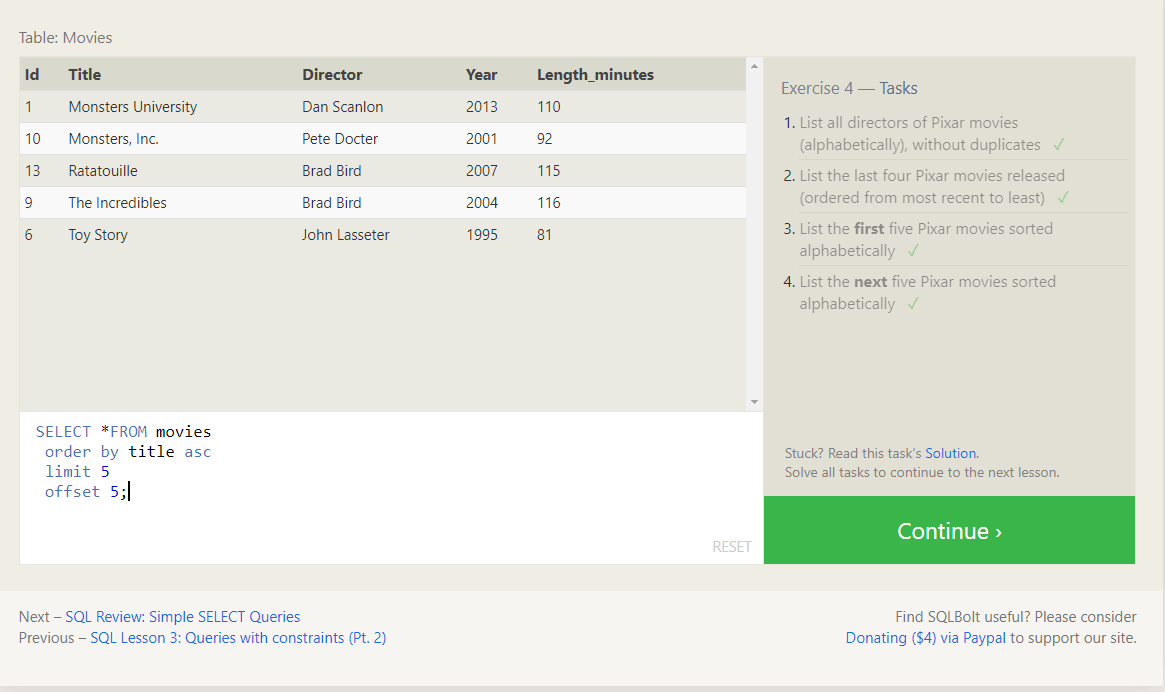 Table: Movies
Id Title Director Year Length_minutes
1 Monsters University Dan Scanlon 2013 110
10 Monsters, Inc. Pete Docter 2001 92
13 Ratatouille Brad Bird 2007 115
9 The Incredibles Brad Bird 2004 116
6 Toy Story John Lasseter 1995 81
SELECT *FROM movies
order by title asc
limit 5
offset 5;
RESET
Exercise 4 — Tasks
1. List all directors of Pixar movies
(alphabetically), without duplicates ✓
2. List the last four Pixar movies released
(ordered from most recent to least) ✓
3. List the first five Pixar movies sorted
alphabetically ✓
4. List the next five Pixar movies sorted
alphabetically ✓
Stuck? Read this task's Solution.
Solve all tasks to continue to the next lesson.
Continue ›
Next – SQL Review: Simple SELECT Queries
Previous – SQL Lesson 3: Queries with constraints (Pt. 2)
Find SQLBolt useful? Please consider
Donating ($4) via Paypal to support our site.